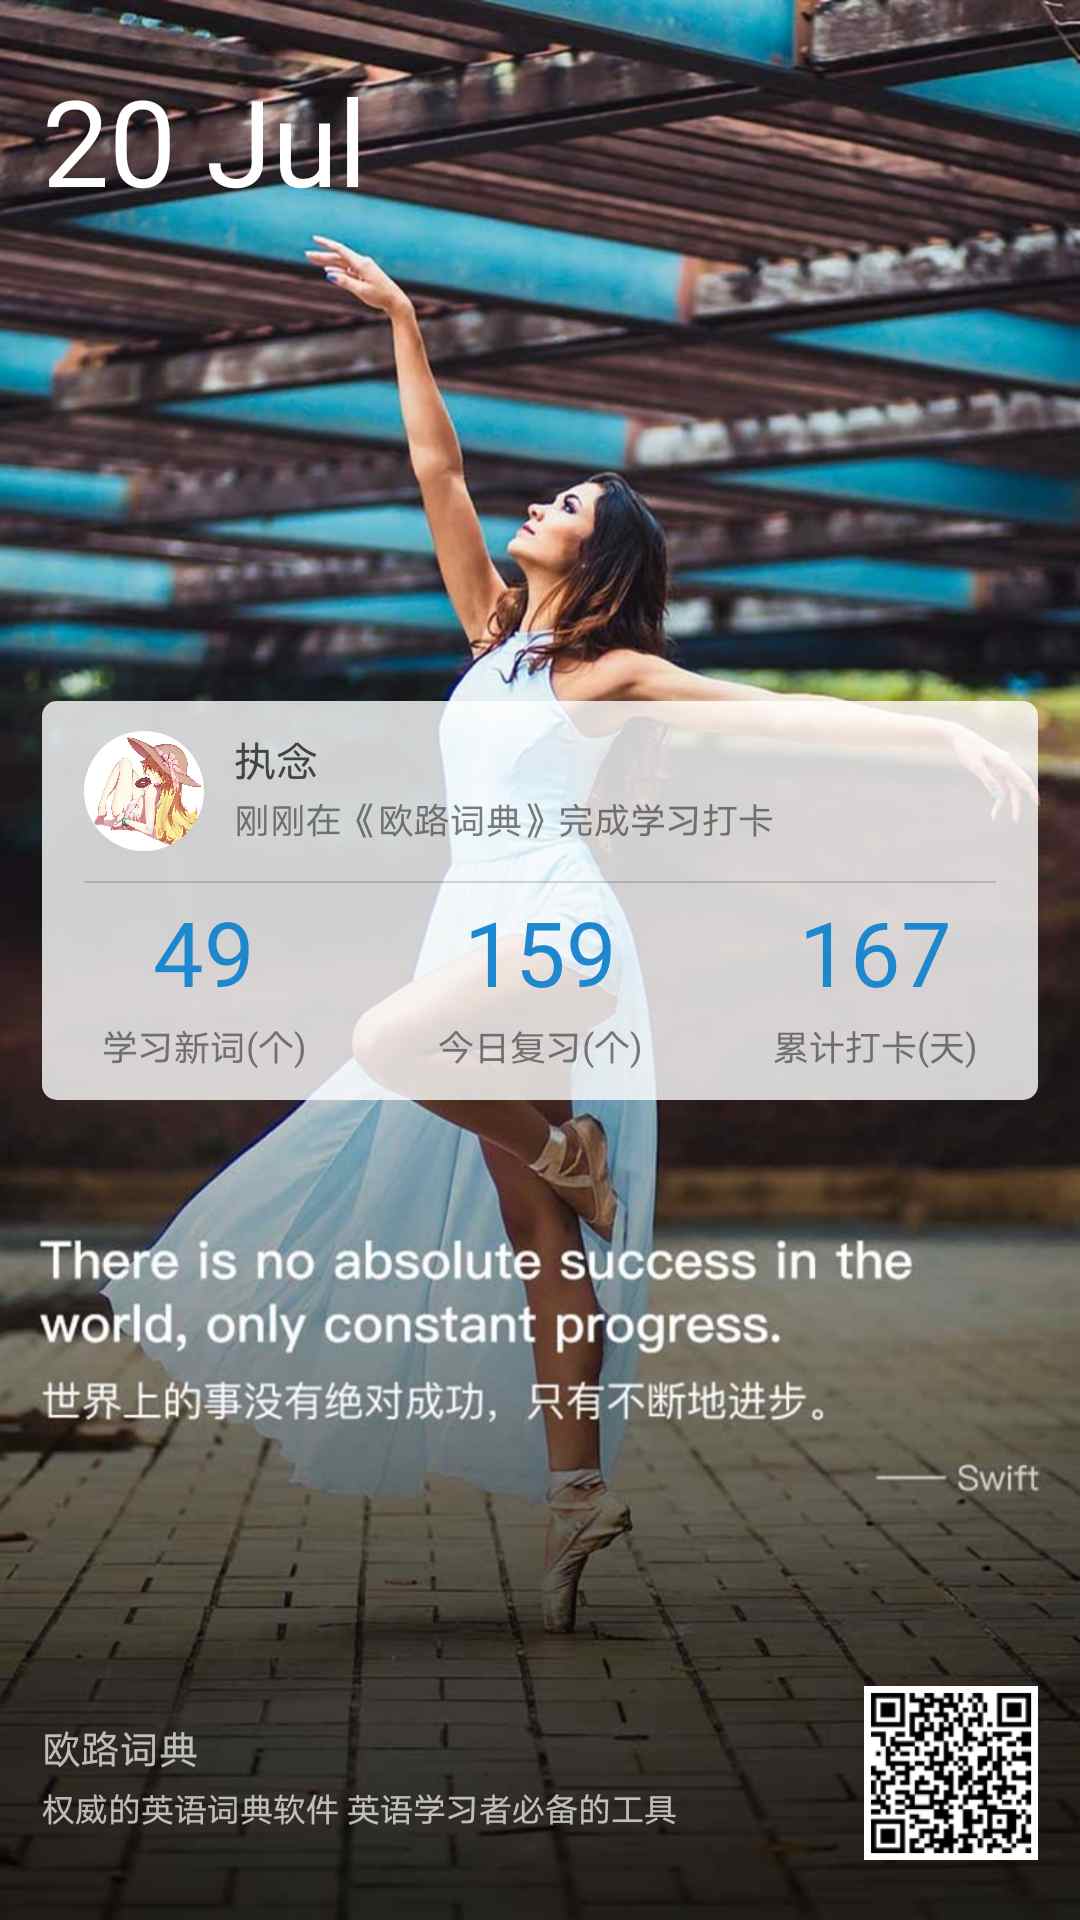 20 Jul
执念
刚刚在《欧路词典》完成学习打卡
49 159 167
学习新词(个) 今日复习(个) 累计打卡(天)
There is no absolute success in the
world, only constant progress.
世界上的事没有绝对成功，只有不断地进步。
—— Swift
欧路词典
权威的英语词典软件 英语学习者必备的工具